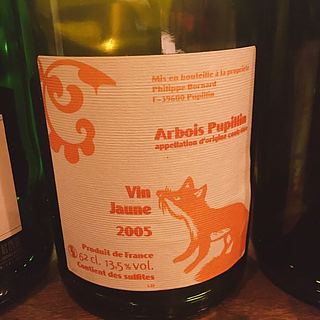 Mis en bouteille à la propriété
Philippe Bornard
F-39600 Pupillin
Arbois Pupillin
appellation d'origine contrôlée
Vin
Jaune
2005
Produit de France
62 cl. 13,5% vol.
Contient des sulfites